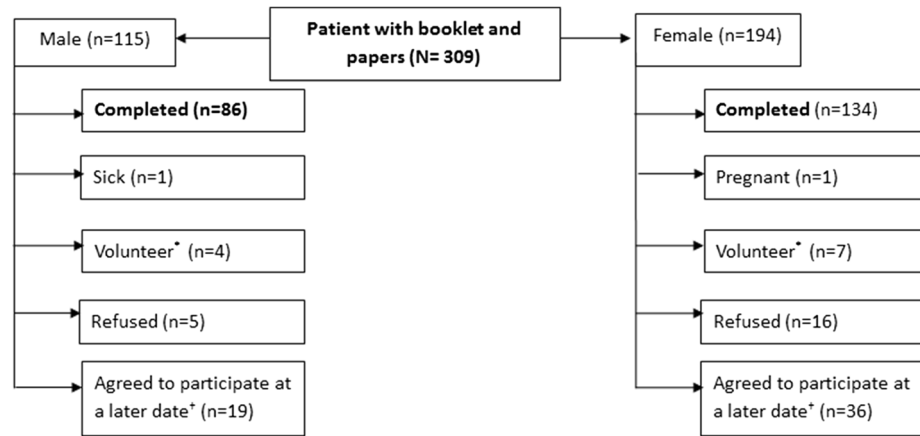 Patient with booklet and
papers (N= 309)
Male (n=115)
Completed (n=86)
Sick (n=1)
Volunteer* (n=4)
Refused (n=5)
Agreed to participate at
a later date† (n=19)
Female (n=194)
Completed (n=134)
Pregnant (n=1)
Volunteer* (n=7)
Refused (n=16)
Agreed to participate at
a later date† (n=36)